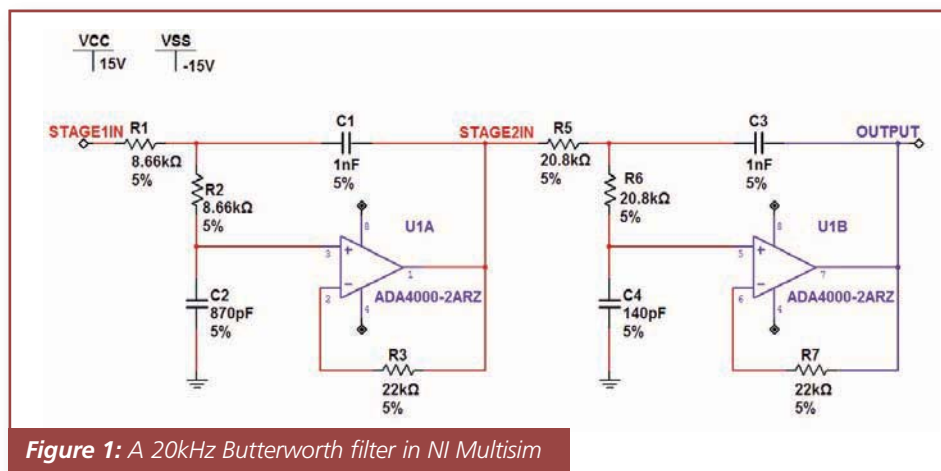 VCC
15V
VSS
-15V
STAGE1IN
R1
8.66kΩ
5%
C1
1nF
5%
R2
8.66kΩ
5%
U1A
8
3
1
2
4
ADA4000-2ARZ
C2
870pF
5%
R3
22kΩ
5%
STAGE2IN
R5
20.8kΩ
5%
C3
1nF
5%
OUTPUT
R6
20.8kΩ
5%
U1B
8
5
7
6
4
ADA4000-2ARZ
C4
140pF
5%
R7
22kΩ
5%
Figure 1: A 20kHz Butterworth filter in NI Multisim